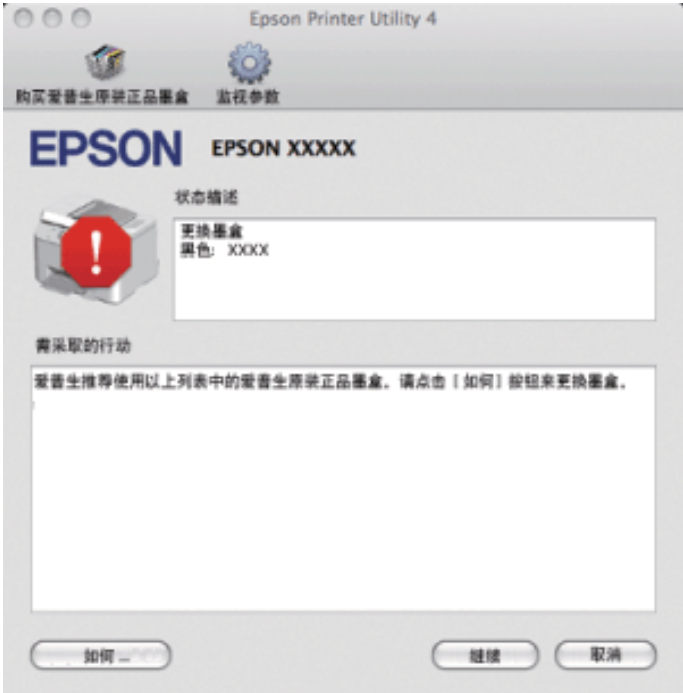 Epson Printer Utility 4
购买爱普生原装正品墨盒
监视参数
EPSON
EPSON XXXXX
状态描述
更换墨盒
黑色: XXXX
需采取的行动
爱普生推荐使用以上列表中的爱普生原装正品墨盒。请点击［如何］按钮来更换墨盒。
如何 ...
继续
取消